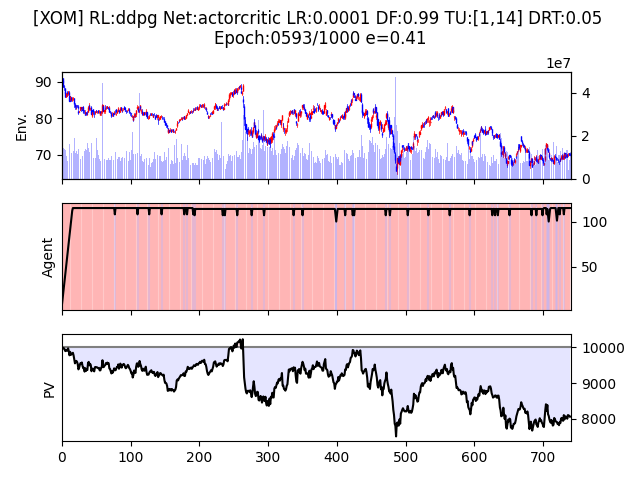 [XOM] RL:ddpg Net:actorcritic LR:0.0001 DF:0.99 TU:[1,14] DRT:0.05
Epoch:0593/1000 e=0.41
1e7
Env.
90
80
70
4
2
0
Agent
100
50
PV
10000
9000
8000
0 100 200 300 400 500 600 700